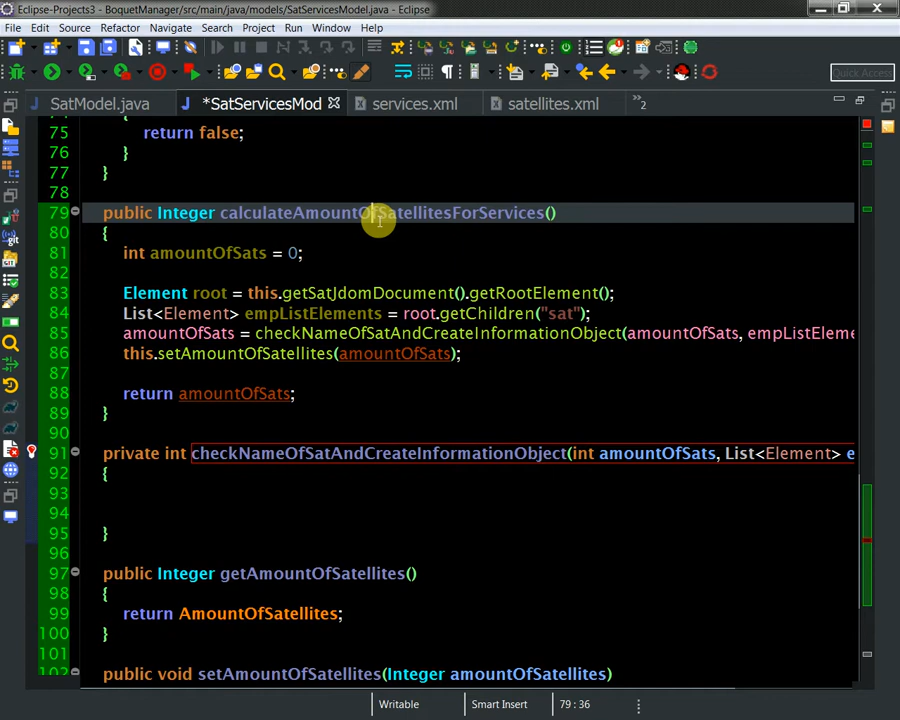 Eclipse-Projects3 - BoquetManager/src/main/java/models/SatServicesModel.java - Eclipse
File Edit Source Refactor Navigate Search Project Run Window Help
Quick Access
SatModel.java *SatServicesMod services.xml satellites.xml »2
75 return false;
76 }
77 }
78
79 public Integer calculateAmountOfSatellitesForServices()
80 {
81 int amountOfSats = 0;
82
83 Element root = this.getSatJdomDocument().getRootElement();
84 List<Element> empListElements = root.getChildren("sat");
85 amountOfSats = checkNameOfSatAndCreateInformationObject(amountOfSats, empListEleme
86 this.setAmountOfSatellites(amountOfSats);
87
88 return amountOfSats;
89 }
90
91 private int checkNameOfSatAndCreateInformationObject(int amountOfSats, List<Element> e
92 {
93
94
95 }
96
97 public Integer getAmountOfSatellites()
98 {
99 return AmountOfSatellites;
100 }
101
102 public void setAmountOfSatellites(Integer amountOfSatellites)
Writable Smart Insert 79 : 36